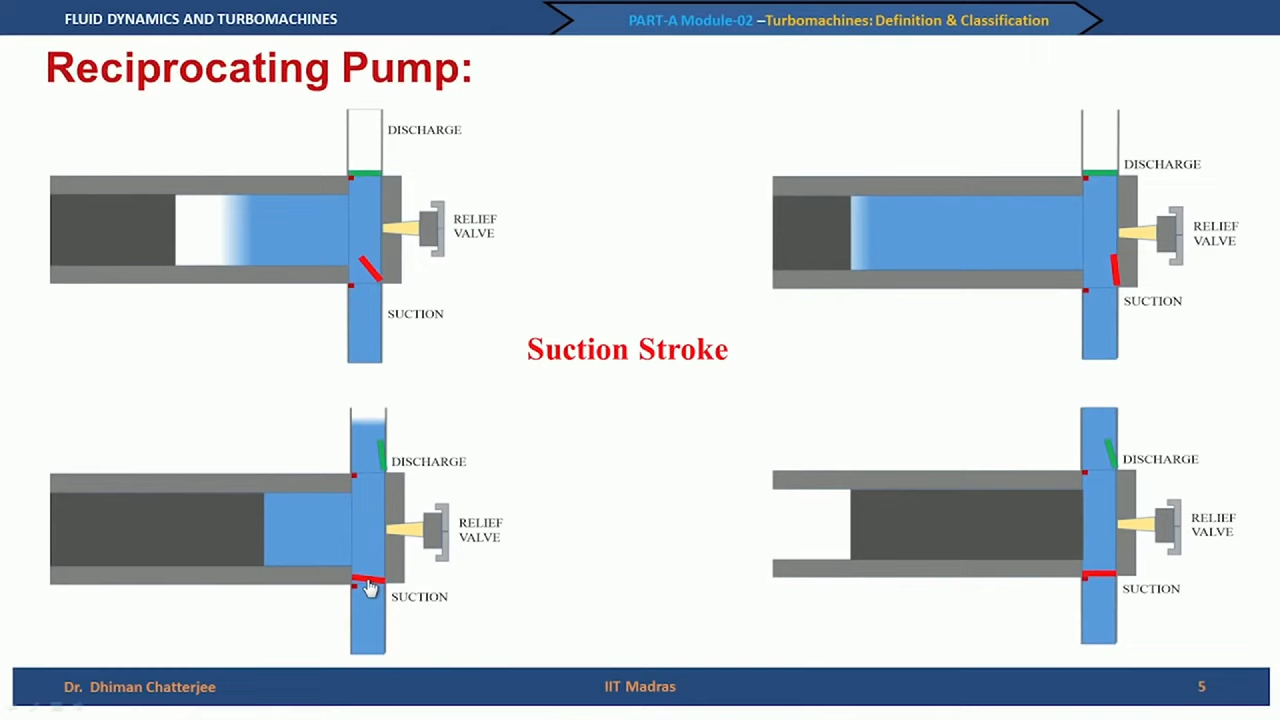 FLUID DYNAMICS AND TURBOMACHINES
PART-A Module-02 –Turbomachines: Definition & Classification
Reciprocating Pump:
DISCHARGE
RELIEF
VALVE
SUCTION
DISCHARGE
RELIEF
VALVE
SUCTION
Suction Stroke
DISCHARGE
RELIEF
VALVE
SUCTION
DISCHARGE
RELIEF
VALVE
SUCTION
Dr. Dhiman Chatterjee
IIT Madras
5